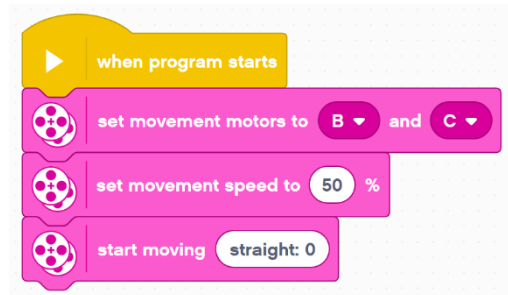 when program starts
set movement motors to B and C
set movement speed to 50 %
start moving straight: 0